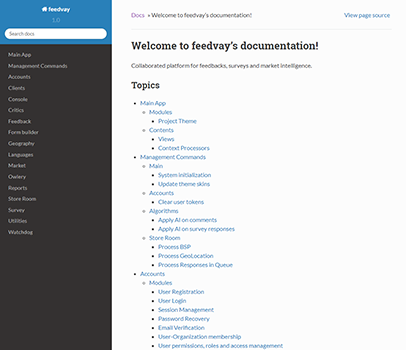 feedvay
1.0
Search docs
Main App
Management Commands
Accounts
Clients
Console
Critics
Feedback
Form builder
Geography
Languages
Market
Owlery
Reports
Store Room
Survey
Utilities
Watchdog
Docs » Welcome to feedvay's documentation!
View page source
Welcome to feedvay's documentation!
Collaborated platform for feedbacks, surveys and market intelligence.
Topics
Main App
Modules
Project Theme
Contents
Views
Context Processors
Management Commands
Main
System initialization
Update theme skins
Accounts
Clear user tokens
Algorithms
Apply AI on comments
Apply AI on survey responses
Store Room
Process BSP
Process GeoLocation
Process Responses in Queue
Accounts
Modules
User Registration
User Login
Session Management
Password Recovery
Email Verification
User-Organization membership
User permissions, roles and access management